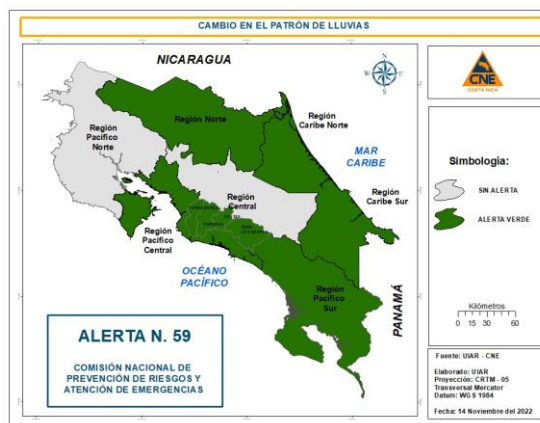 CAMBIO EN EL PATRÓN DE LLUVIAS
NICARAGUA
N
W
E
S
CNE
COSTA RICA
Región Norte
Región
Caribe Norte
Región
Pacífico
Norte
MAR
CARIBE
Región
Central
Región
Caribe Sur
Región
Pacífico
Central
OCÉANO
PACÍFICO
Región
Pacífico
Sur
PANAMÁ
Simbología:
SIN ALERTA
ALERTA VERDE
Kilómetros
0 15 30 60
ALERTA N. 59
COMISIÓN NACIONAL DE
PREVENCIÓN DE RIESGOS Y
ATENCIÓN DE EMERGENCIAS
Fuente: UIAR - CNE
Elaborado: UIAR
Proyección: CRTM - 05
Transversal Mercator
Datum: WGS 1984
Fecha: 14 Noviembre del 2022